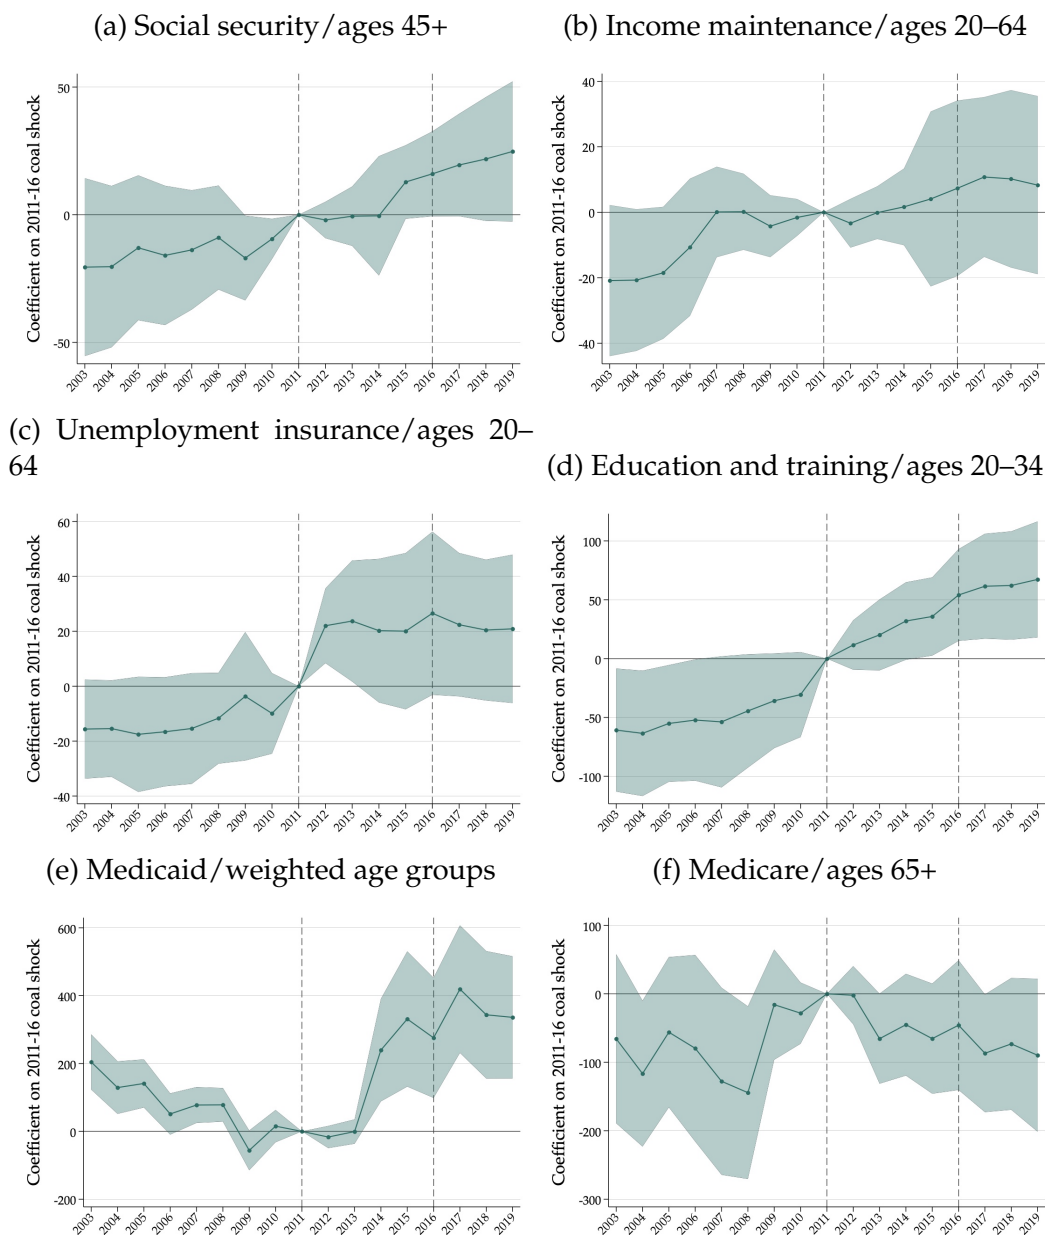 (a) Social security/ages 45+
Coefficient on 2011-16 coal shock
50
0
-50
2003 2004 2005 2006 2007 2008 2009 2010 2011 2012 2013 2014 2015 2016 2017 2018 2019
(b) Income maintenance/ages 20–64
Coefficient on 2011-16 coal shock
40
20
0
-20
-40
2003 2004 2005 2006 2007 2008 2009 2010 2011 2012 2013 2014 2015 2016 2017 2018 2019
(c) Unemployment insurance/ages 20–
64
Coefficient on 2011-16 coal shock
60
40
20
0
-20
-40
2003 2004 2005 2006 2007 2008 2009 2010 2011 2012 2013 2014 2015 2016 2017 2018 2019
(d) Education and training/ages 20–34
Coefficient on 2011-16 coal shock
100
50
0
-50
-100
2003 2004 2005 2006 2007 2008 2009 2010 2011 2012 2013 2014 2015 2016 2017 2018 2019
(e) Medicaid/weighted age groups
Coefficient on 2011-16 coal shock
600
400
200
0
-200
2003 2004 2005 2006 2007 2008 2009 2010 2011 2012 2013 2014 2015 2016 2017 2018 2019
(f) Medicare/ages 65+
Coefficient on 2011-16 coal shock
100
0
-100
-200
-300
2003 2004 2005 2006 2007 2008 2009 2010 2011 2012 2013 2014 2015 2016 2017 2018 2019